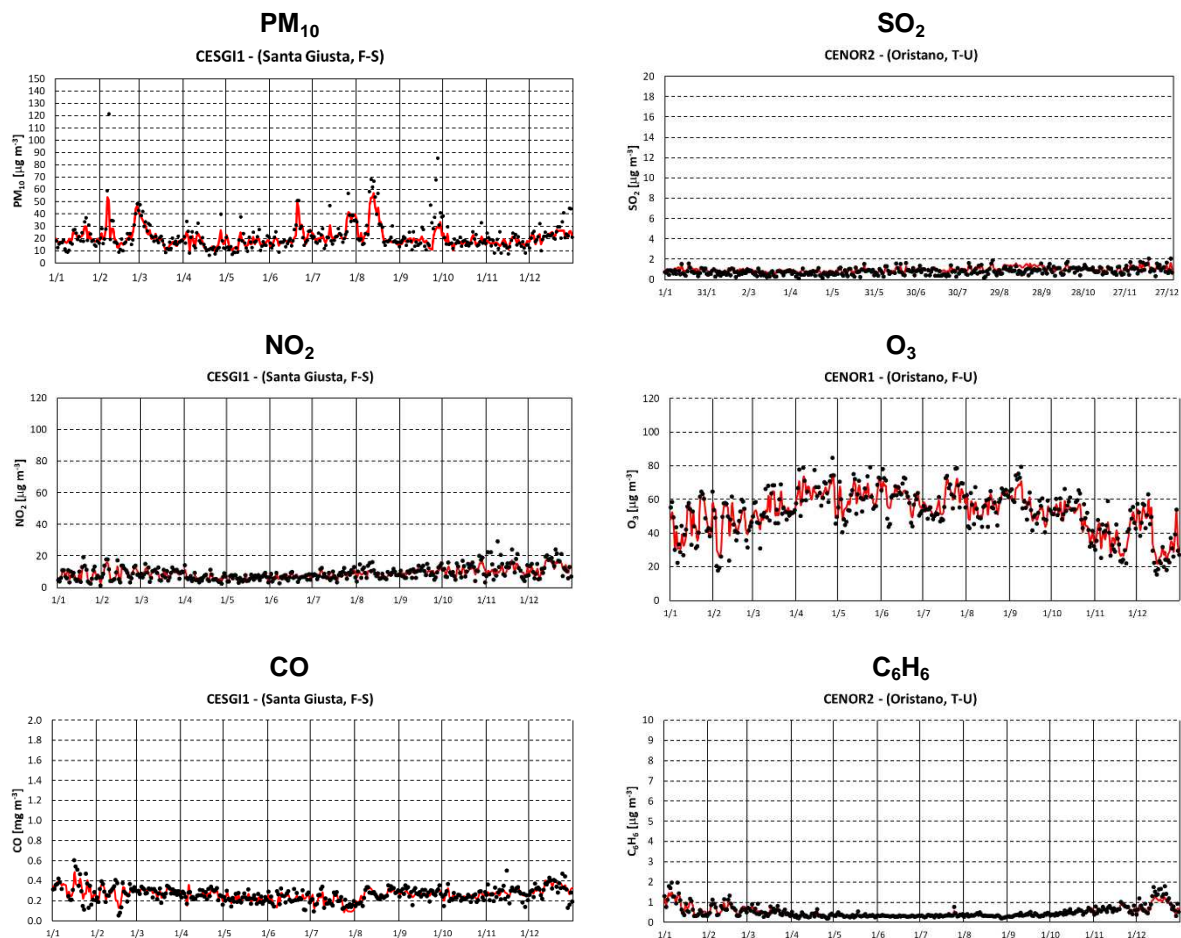 PM₁₀
CESGI1 - (Santa Giusta, F-S)
PM₁₀ [µg m⁻³]
150
140
130
120
110
100
90
80
70
60
50
40
30
20
10
0
1/1 1/2 1/3 1/4 1/5 1/6 1/7 1/8 1/9 1/10 1/11 1/12
SO₂
CENOR2 - (Oristano, T-U)
SO₂ [µg m⁻³]
20
18
16
14
12
10
8
6
4
2
0
1/1 31/1 2/3 1/4 1/5 31/5 30/6 30/7 29/8 28/9 28/10 27/11 27/12
NO₂
CESGI1 - (Santa Giusta, F-S)
NO₂ [µg m⁻³]
120
100
80
60
40
20
0
1/1 1/2 1/3 1/4 1/5 1/6 1/7 1/8 1/9 1/10 1/11 1/12
O₃
CENOR1 - (Oristano, F-U)
O₃ [µg m⁻³]
120
100
80
60
40
20
0
1/1 1/2 1/3 1/4 1/5 1/6 1/7 1/8 1/9 1/10 1/11 1/12
CO
CESGI1 - (Santa Giusta, F-S)
CO [mg m⁻³]
2.0
1.8
1.6
1.4
1.2
1.0
0.8
0.6
0.4
0.2
0.0
1/1 1/2 1/3 1/4 1/5 1/6 1/7 1/8 1/9 1/10 1/11 1/12
C₆H₆
CENOR2 - (Oristano, T-U)
C₆H₆ [µg m⁻³]
10
9
8
7
6
5
4
3
2
1
0
1/1 1/2 1/3 1/4 1/5 1/6 1/7 1/8 1/9 1/10 1/11 1/12